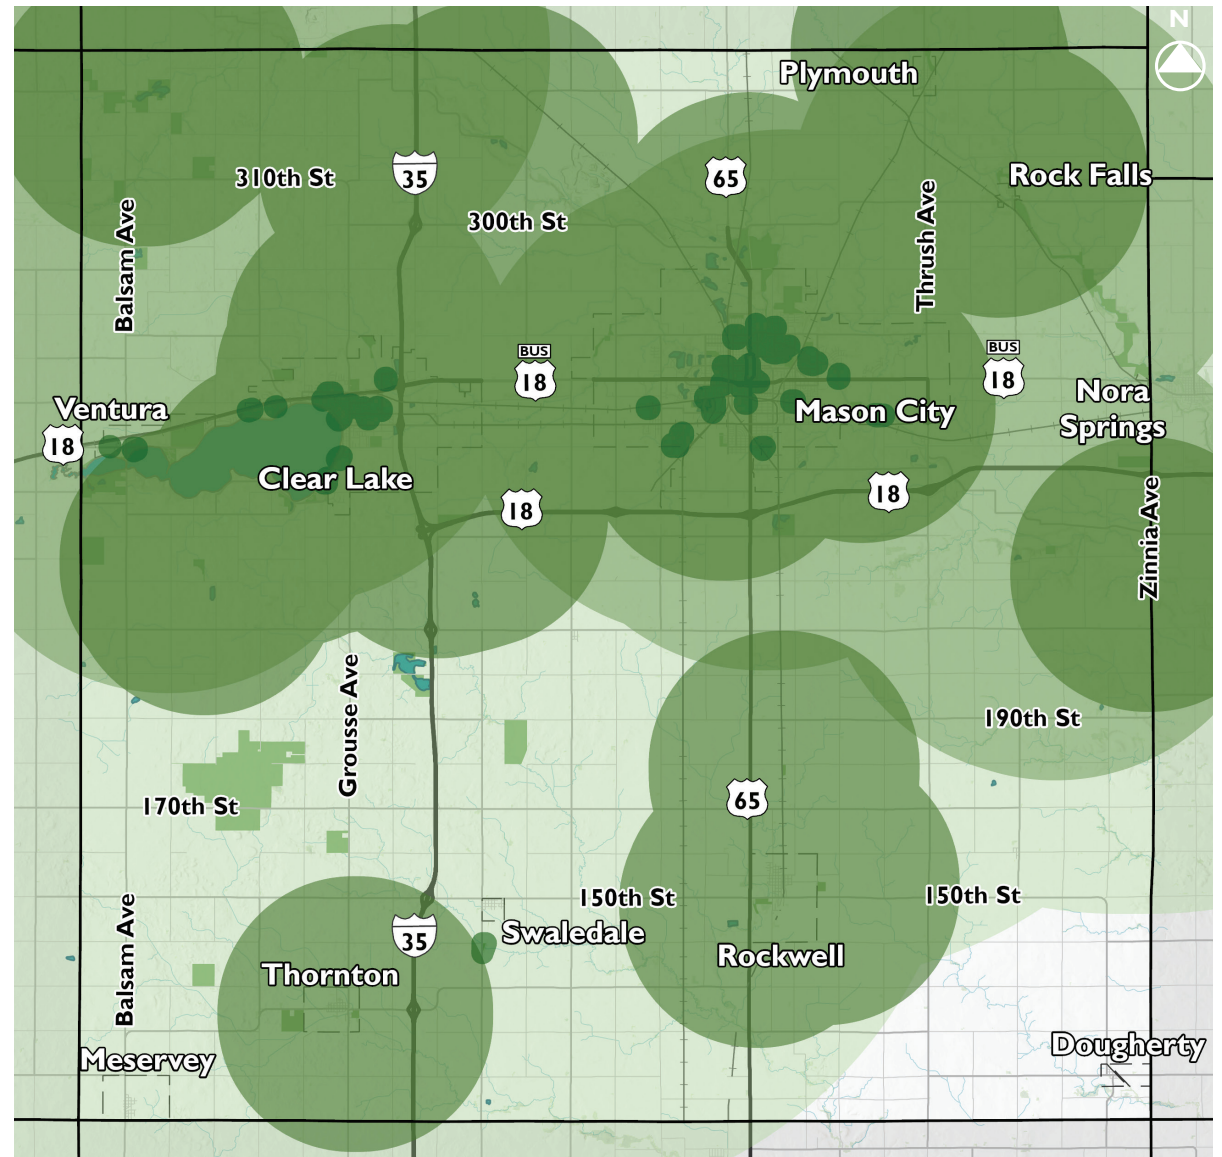 N
Plymouth
310th St
35
65
Rock Falls
300th St
Balsam Ave
Thrush Ave
BUS
18
BUS
18
Ventura
18
Nora
Springs
Mason City
Clear Lake
18
18
Zinnia Ave
Grousse Ave
190th St
170th St
65
150th St
150th St
Balsam Ave
35
Swaledale
Rockwell
Thornton
Meservey
Dougherty